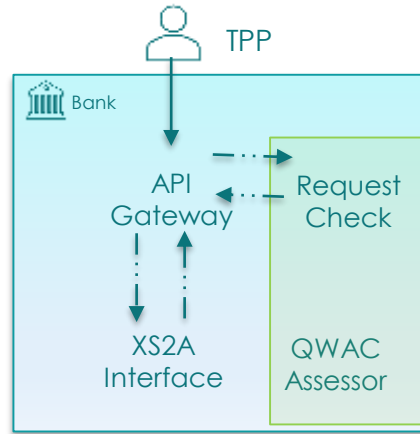 TPP
Bank
API
Gateway
Request
Check
XS2A
Interface
QWAC
Assessor